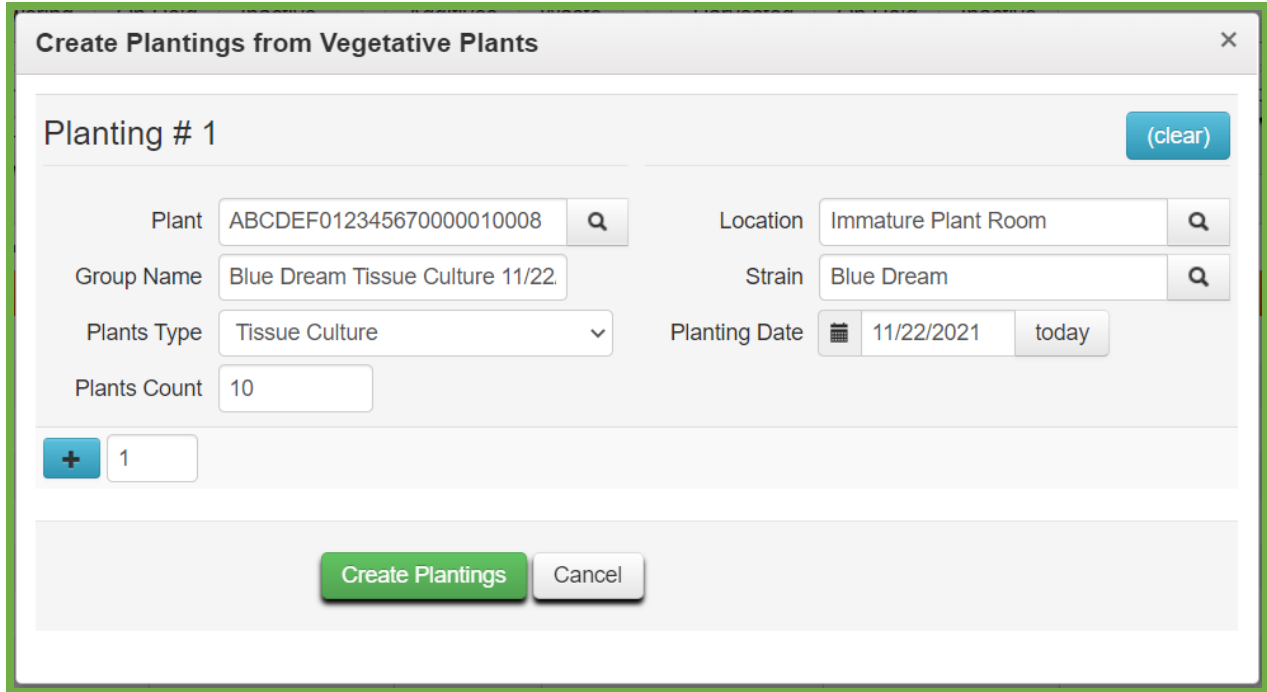 Create Plantings from Vegetative Plants ×
Planting # 1
(clear)
Plant ABCDEF012345670000010008 Location Immature Plant Room
Group Name Blue Dream Tissue Culture 11/22. Strain Blue Dream
Plants Type Tissue Culture Planting Date 11/22/2021 today
Plants Count 10
+ 1
Create Plantings Cancel